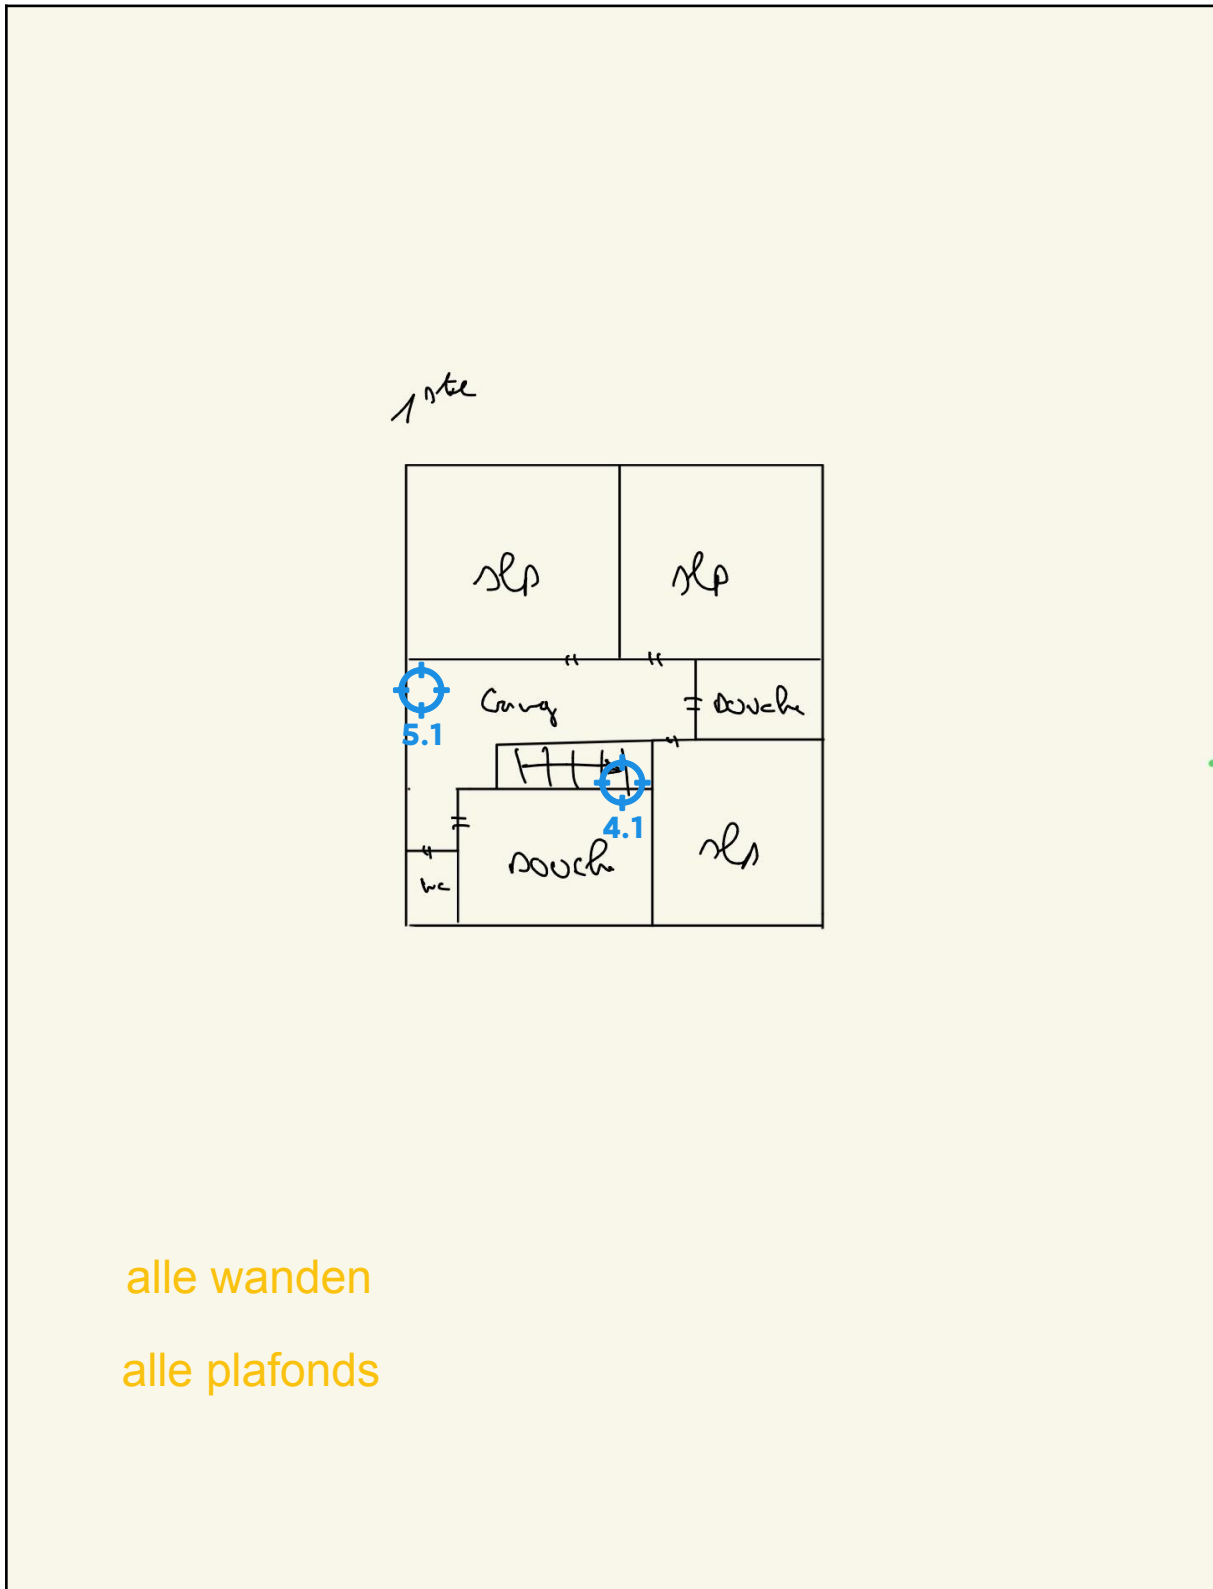 1ste
slp slp
5.1
Gang Douche
4.1
Douche slp
wc
alle wanden
alle plafonds